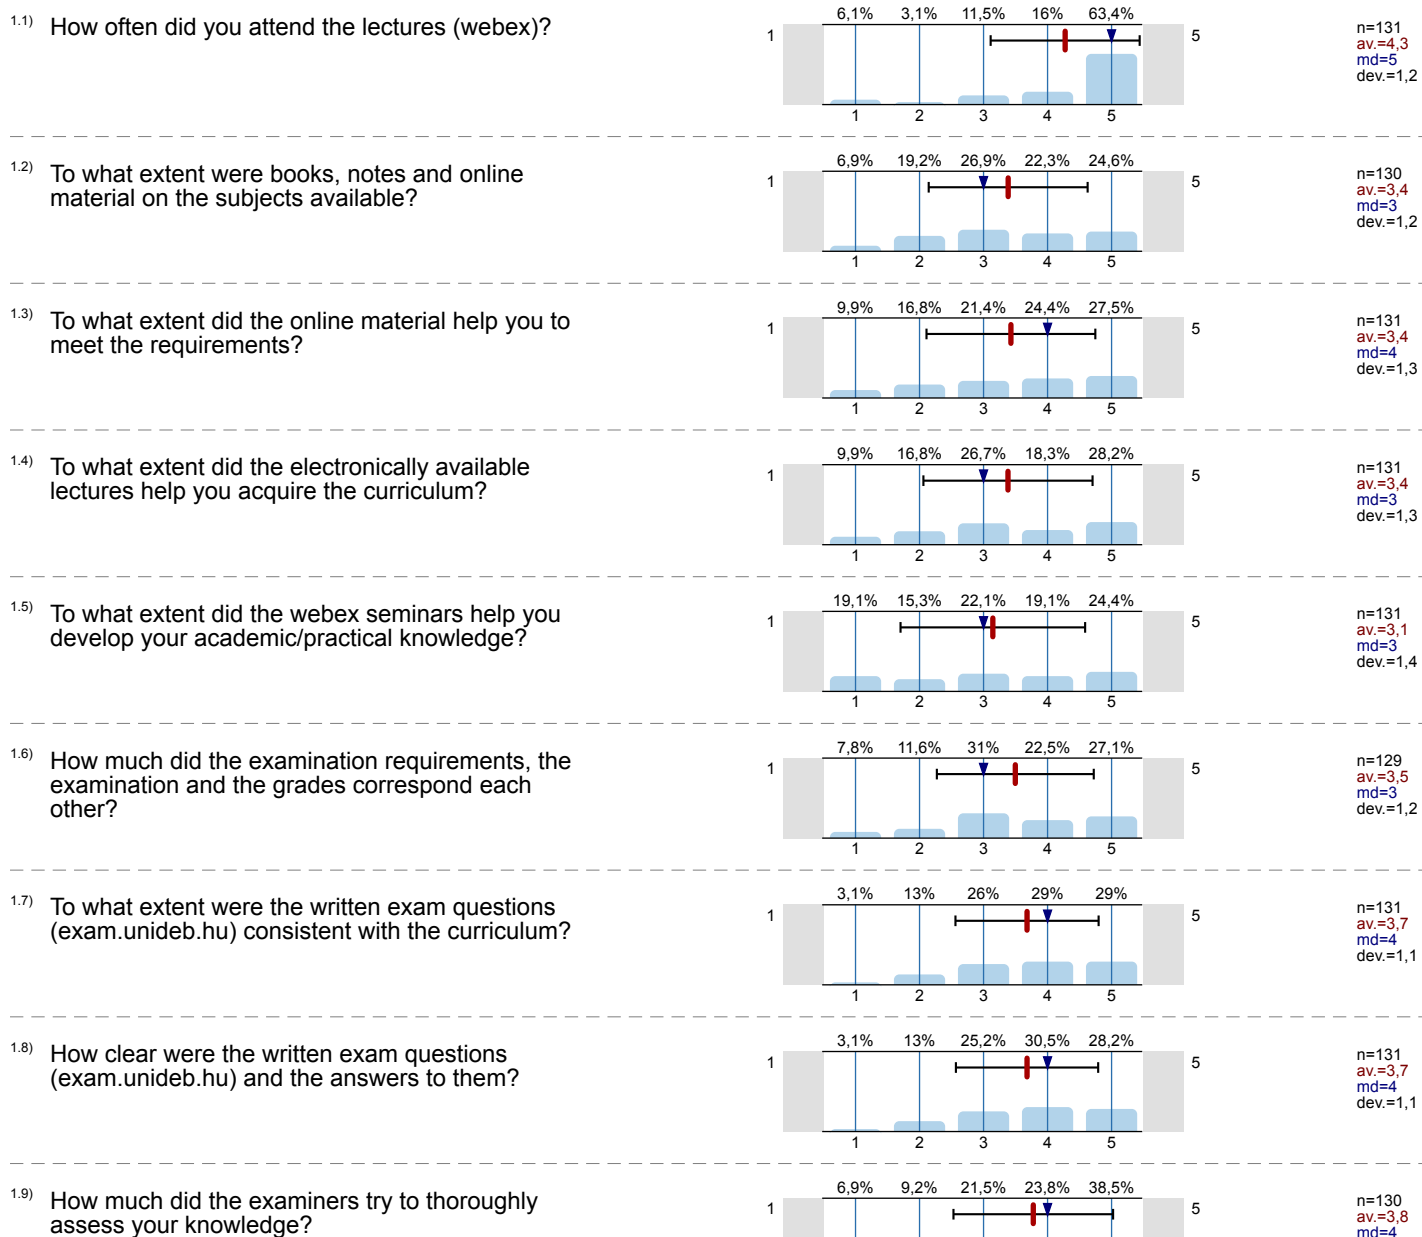 1.1) How often did you attend the lectures (webex)?
6,1% 3,1% 11,5% 16% 63,4%
1 5
1 2 3 4 5
n=131
av.=4,3
md=5
dev.=1,2
1.2) To what extent were books, notes and online
material on the subjects available?
6,9% 19,2% 26,9% 22,3% 24,6%
1 5
1 2 3 4 5
n=130
av.=3,4
md=3
dev.=1,2
1.3) To what extent did the online material help you to
meet the requirements?
9,9% 16,8% 21,4% 24,4% 27,5%
1 5
1 2 3 4 5
n=131
av.=3,4
md=4
dev.=1,3
1.4) To what extent did the electronically available
lectures help you acquire the curriculum?
9,9% 16,8% 26,7% 18,3% 28,2%
1 5
1 2 3 4 5
n=131
av.=3,4
md=3
dev.=1,3
1.5) To what extent did the webex seminars help you
develop your academic/practical knowledge?
19,1% 15,3% 22,1% 19,1% 24,4%
1 5
1 2 3 4 5
n=131
av.=3,1
md=3
dev.=1,4
1.6) How much did the examination requirements, the
examination and the grades correspond each
other?
7,8% 11,6% 31% 22,5% 27,1%
1 5
1 2 3 4 5
n=129
av.=3,5
md=3
dev.=1,2
1.7) To what extent were the written exam questions
(exam.unideb.hu) consistent with the curriculum?
3,1% 13% 26% 29% 29%
1 5
1 2 3 4 5
n=131
av.=3,7
md=4
dev.=1,1
1.8) How clear were the written exam questions
(exam.unideb.hu) and the answers to them?
3,1% 13% 25,2% 30,5% 28,2%
1 5
1 2 3 4 5
n=131
av.=3,7
md=4
dev.=1,1
1.9) How much did the examiners try to thoroughly
assess your knowledge?
6,9% 9,2% 21,5% 23,8% 38,5%
1 5
n=130
av.=3,8
md=4